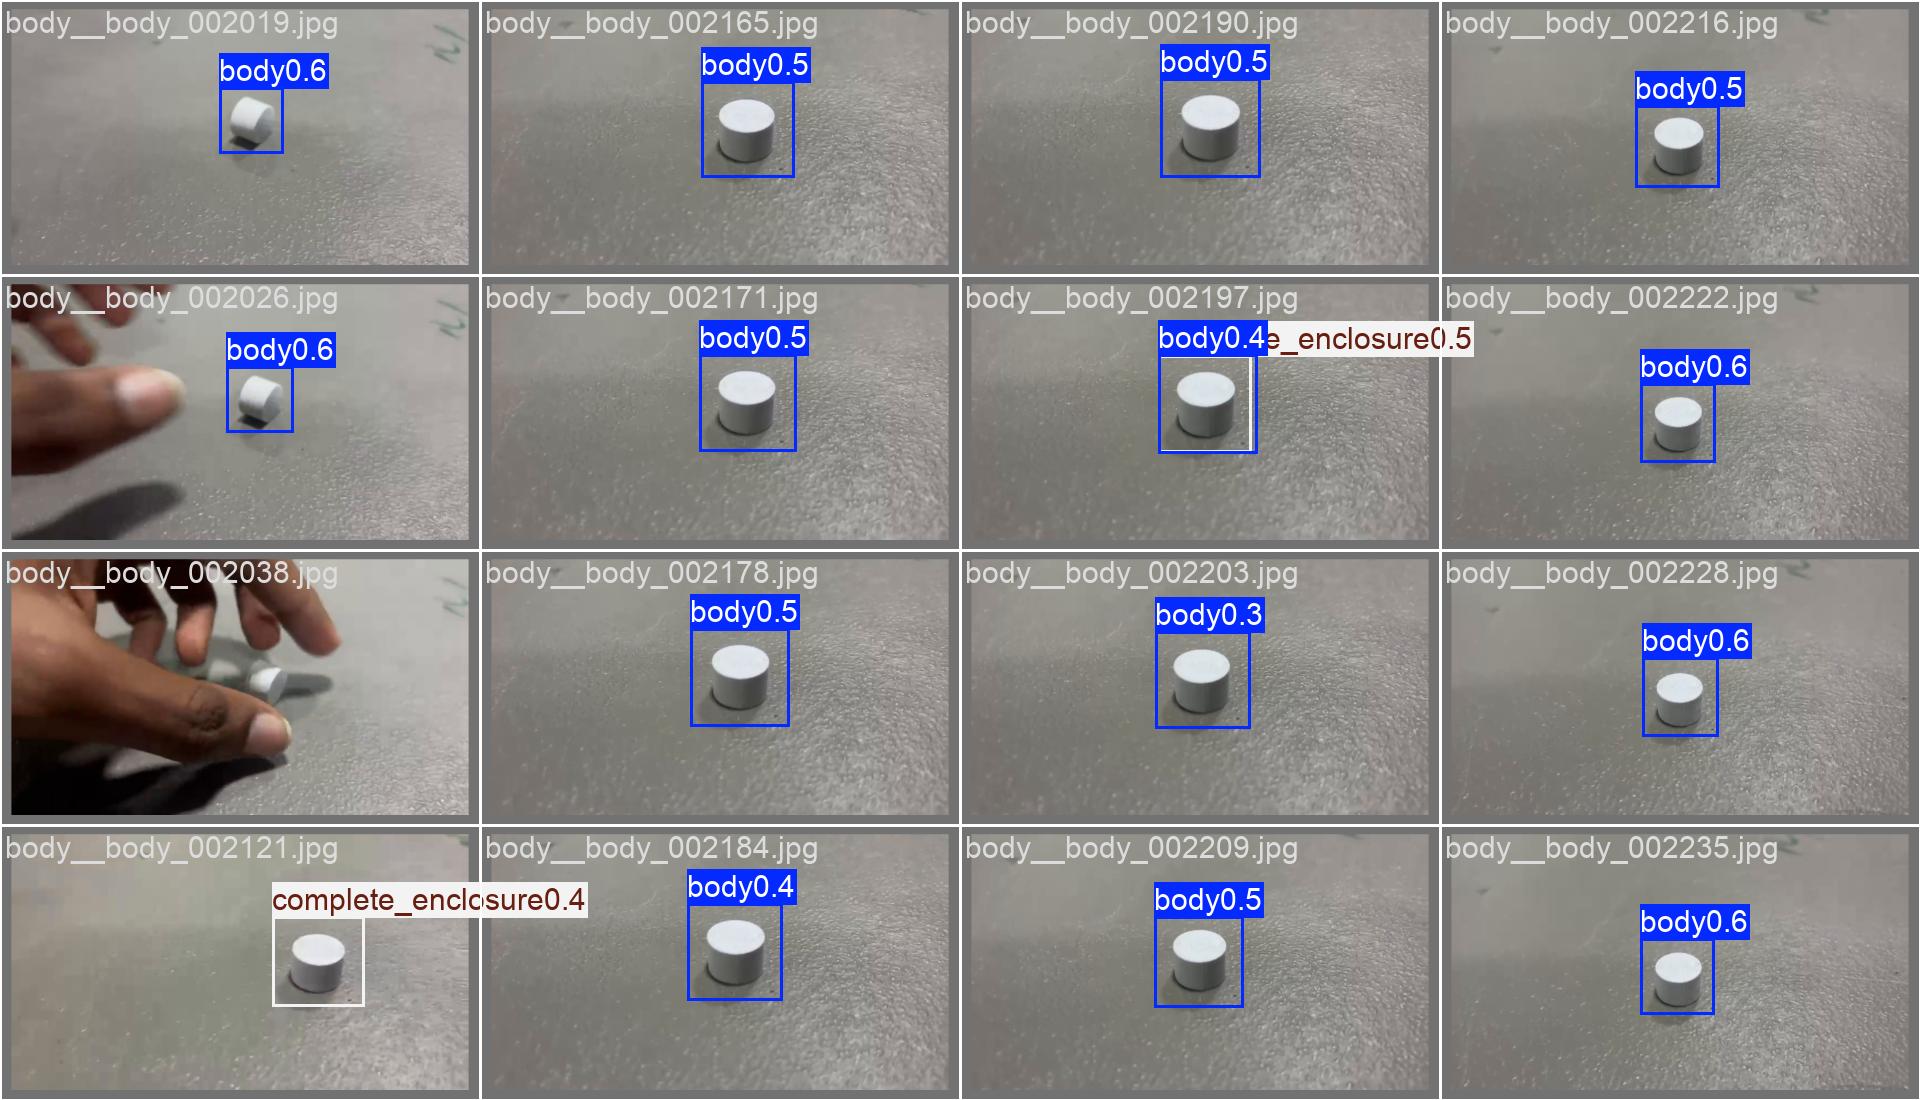 body__body_002019.jpg
body0.6
body__body_002165.jpg
body0.5
body__body_002190.jpg
body0.5
body__body_002216.jpg
body0.5
body__body_002026.jpg
body0.6
body__body_002171.jpg
body0.5
body__body_002197.jpg
body0.4
e_enclosure0.5
body__body_002222.jpg
body0.6
body__body_002038.jpg
body__body_002178.jpg
body0.5
body__body_002203.jpg
body0.3
body__body_002228.jpg
body0.6
body__body_002121.jpg
complete_enclosure0.4
body__body_002184.jpg
body0.4
body__body_002209.jpg
body0.5
body__body_002235.jpg
body0.6